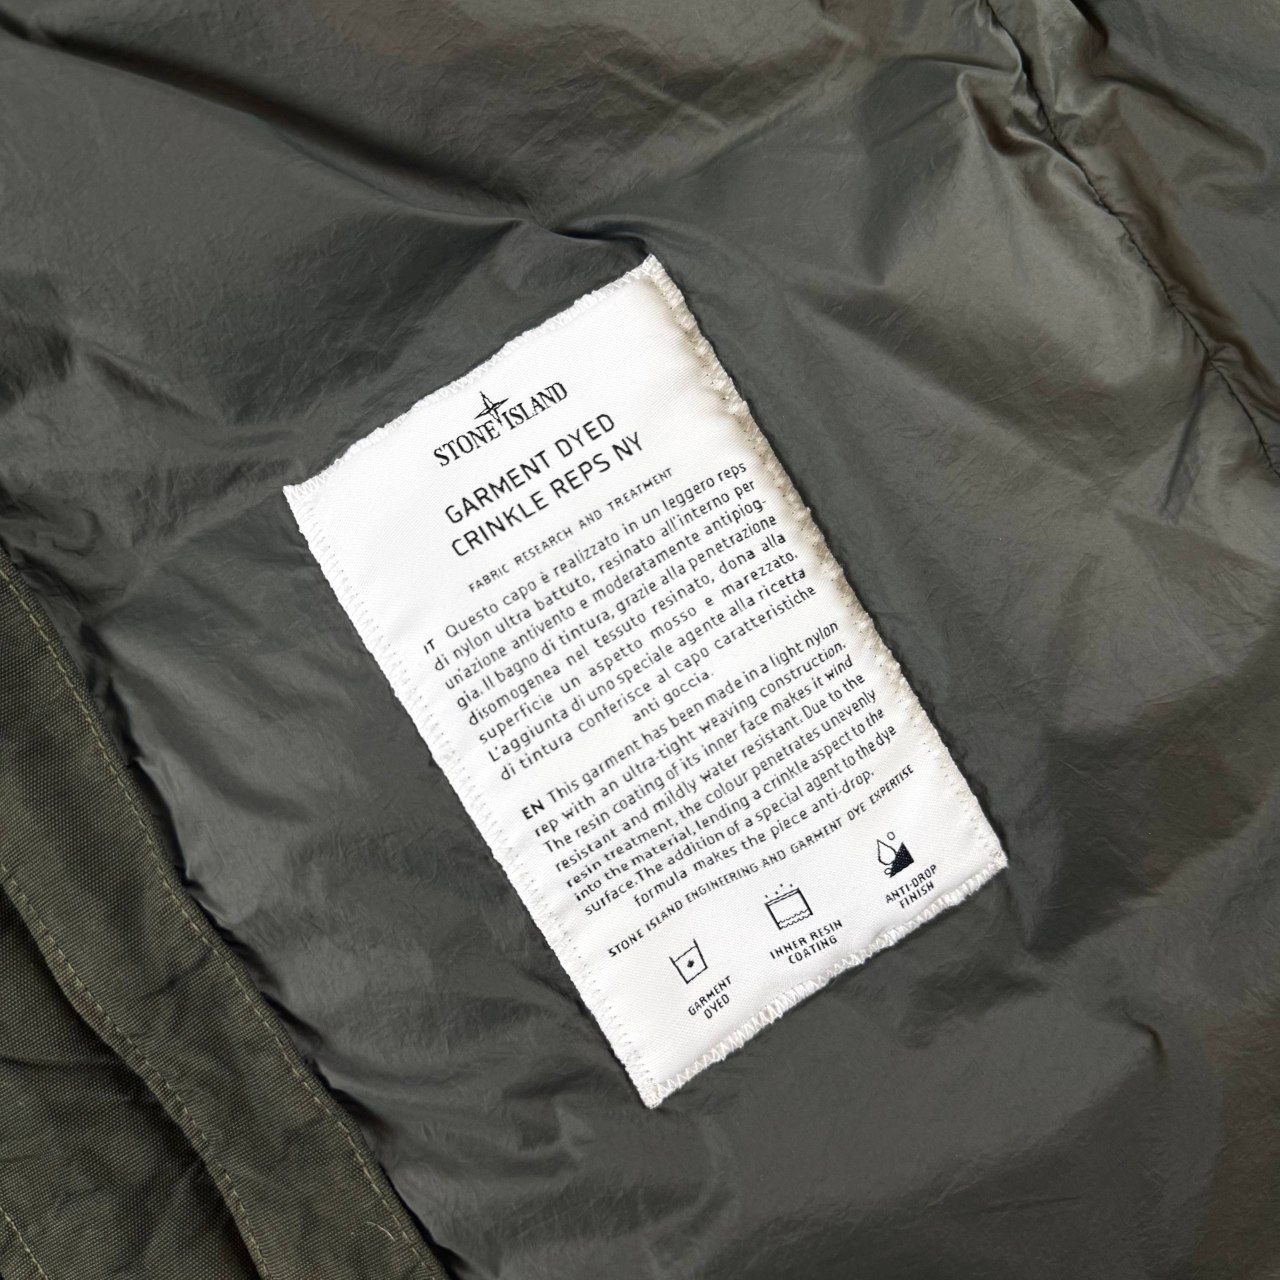 STONE ISLAND
GARMENT DYED
CRINKLE REPS NY
FABRIC RESEARCH AND TREATMENT
IT Questo capo è realizzato in un leggero reps
di nylon ultra battuto, resinato all'interno per
un'azione antivento e moderatamente antipiog-
gia. Il bagno di tintura, grazie alla penetrazione
disomogenea nel tessuto resinato, dona alla
superficie un aspetto mosso e marezzato.
L'aggiunta di uno speciale agente alla ricetta
di tintura conferisce al capo caratteristiche
anti goccia.
EN This garment has been made in a light nylon
rep with an ultra-tight weaving construction.
The resin coating of its inner face makes it wind
resistant and mildly water resistant. Due to the
resin treatment, the colour penetrates unevenly
into the material, lending a crinkle aspect to the
surface. The addition of a special agent to the dye
formula makes the piece anti-drop.
STONE ISLAND ENGINEERING AND GARMENT DYE EXPERTISE
GARMENT
DYED
INNER RESIN
COATING
ANTI-DROP
FINISH